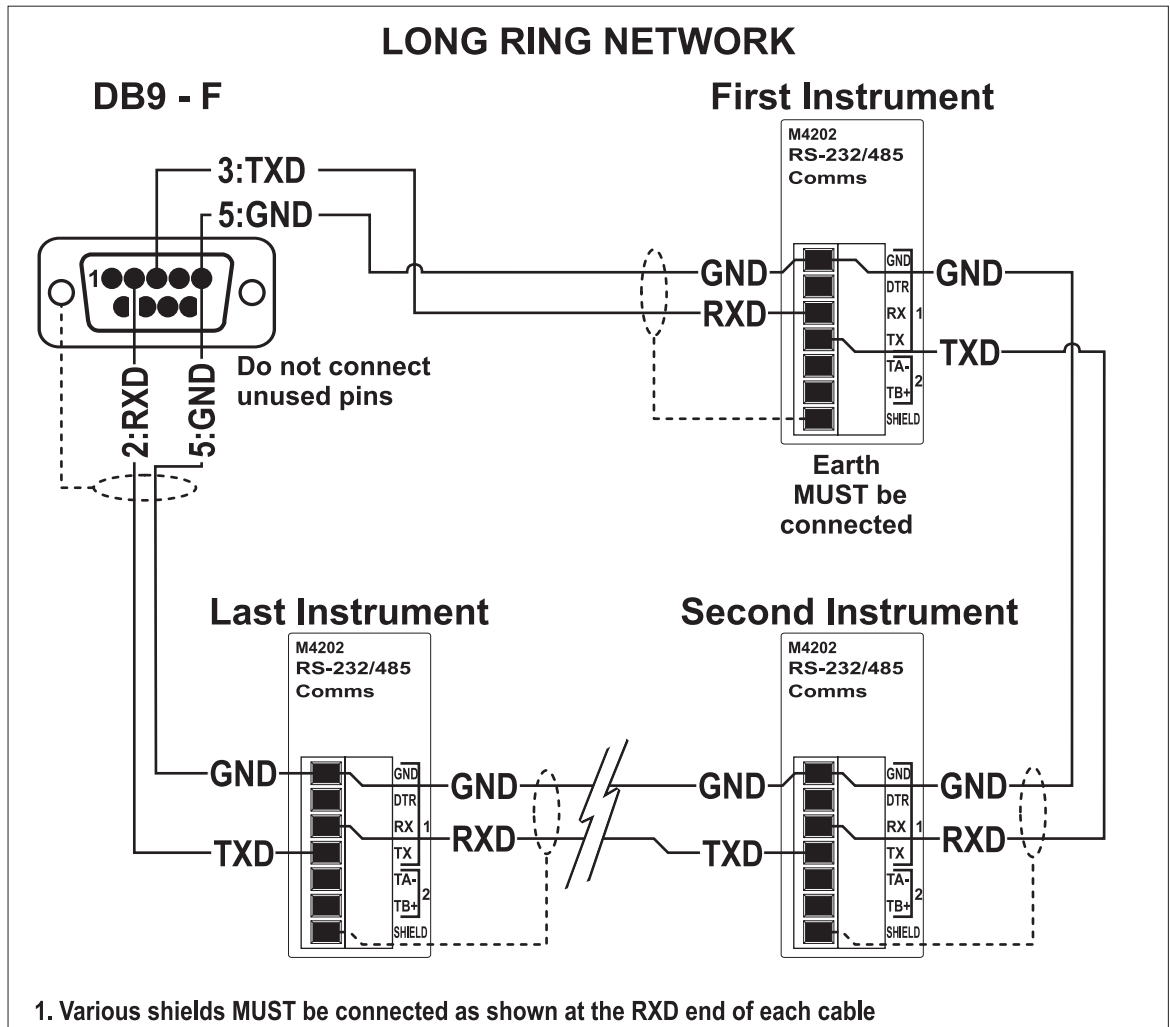 LONG RING NETWORK
DB9 - F
First Instrument
M4202
RS-232/485
Comms
3:TXD
5:GND
1
GND
RXD
GND
DTR
RX
TX
1
TA-
TB+
2
SHIELD
GND
TXD
Do not connect
unused pins
2:RXD
5:GND
Earth
MUST be
connected
Last Instrument
M4202
RS-232/485
Comms
GND
TXD
GND
DTR
RX
TX
1
TA-
TB+
2
SHIELD
GND
RXD
Second Instrument
M4202
RS-232/485
Comms
GND
TXD
GND
DTR
RX
TX
1
TA-
TB+
2
SHIELD
GND
RXD
1. Various shields MUST be connected as shown at the RXD end of each cable